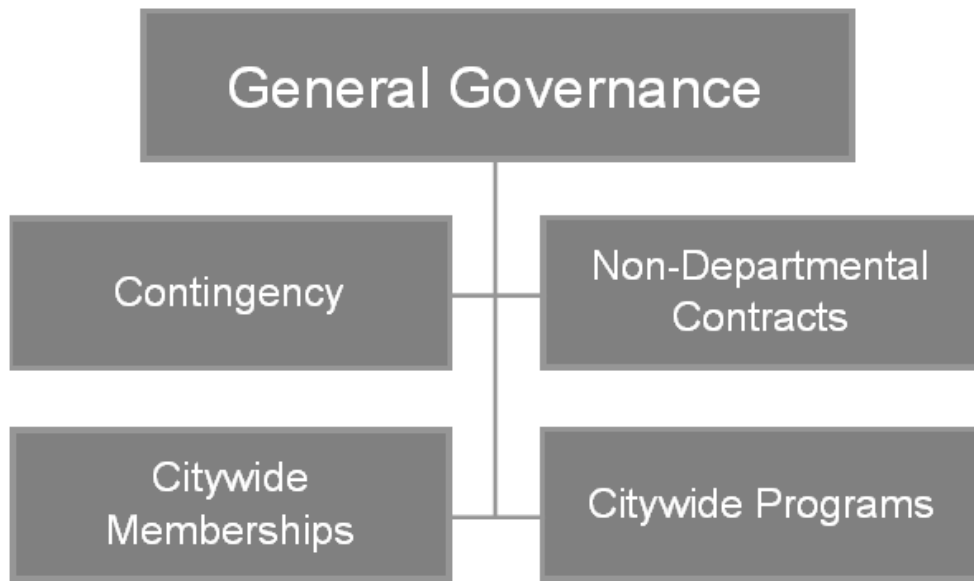 General Governance
Contingency
Non-Departmental
Contracts
Citywide
Memberships
Citywide Programs